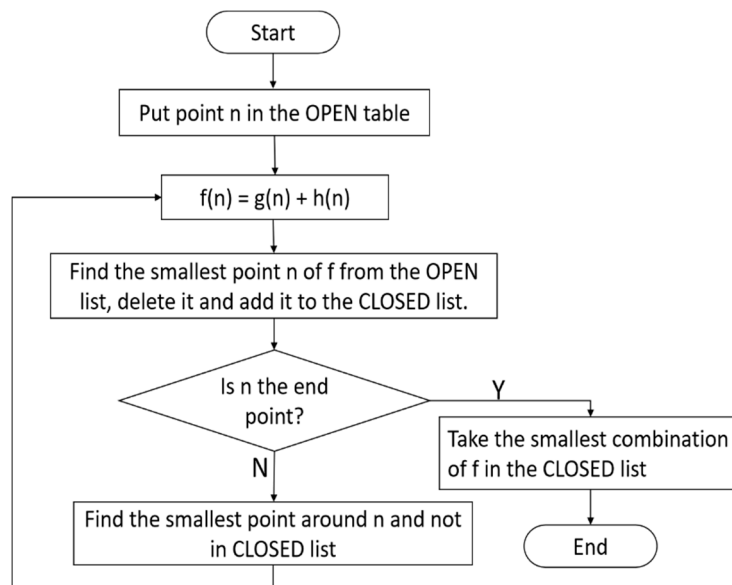 Start
Put point n in the OPEN table
f(n) = g(n) + h(n)
Find the smallest point n of f from the OPEN
list, delete it and add it to the CLOSED list.
Is n the end
point?
Y
Take the smallest combination
of f in the CLOSED list
N
Find the smallest point around n and not
in CLOSED list
End